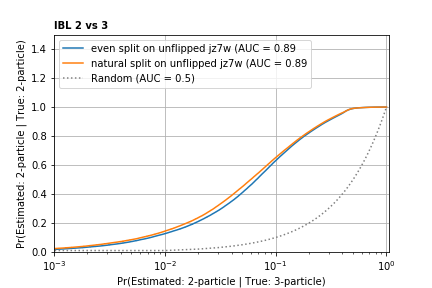 IBL 2 vs 3
even split on unflipped jz7w (AUC = 0.89
natural split on unflipped jz7w (AUC = 0.89
Random (AUC = 0.5)
Pr(Estimated: 2-particle | True: 2-particle)
1.4
1.2
1.0
0.8
0.6
0.4
0.2
0.0
10⁻³
10⁻²
10⁻¹
10⁰
Pr(Estimated: 2-particle | True: 3-particle)